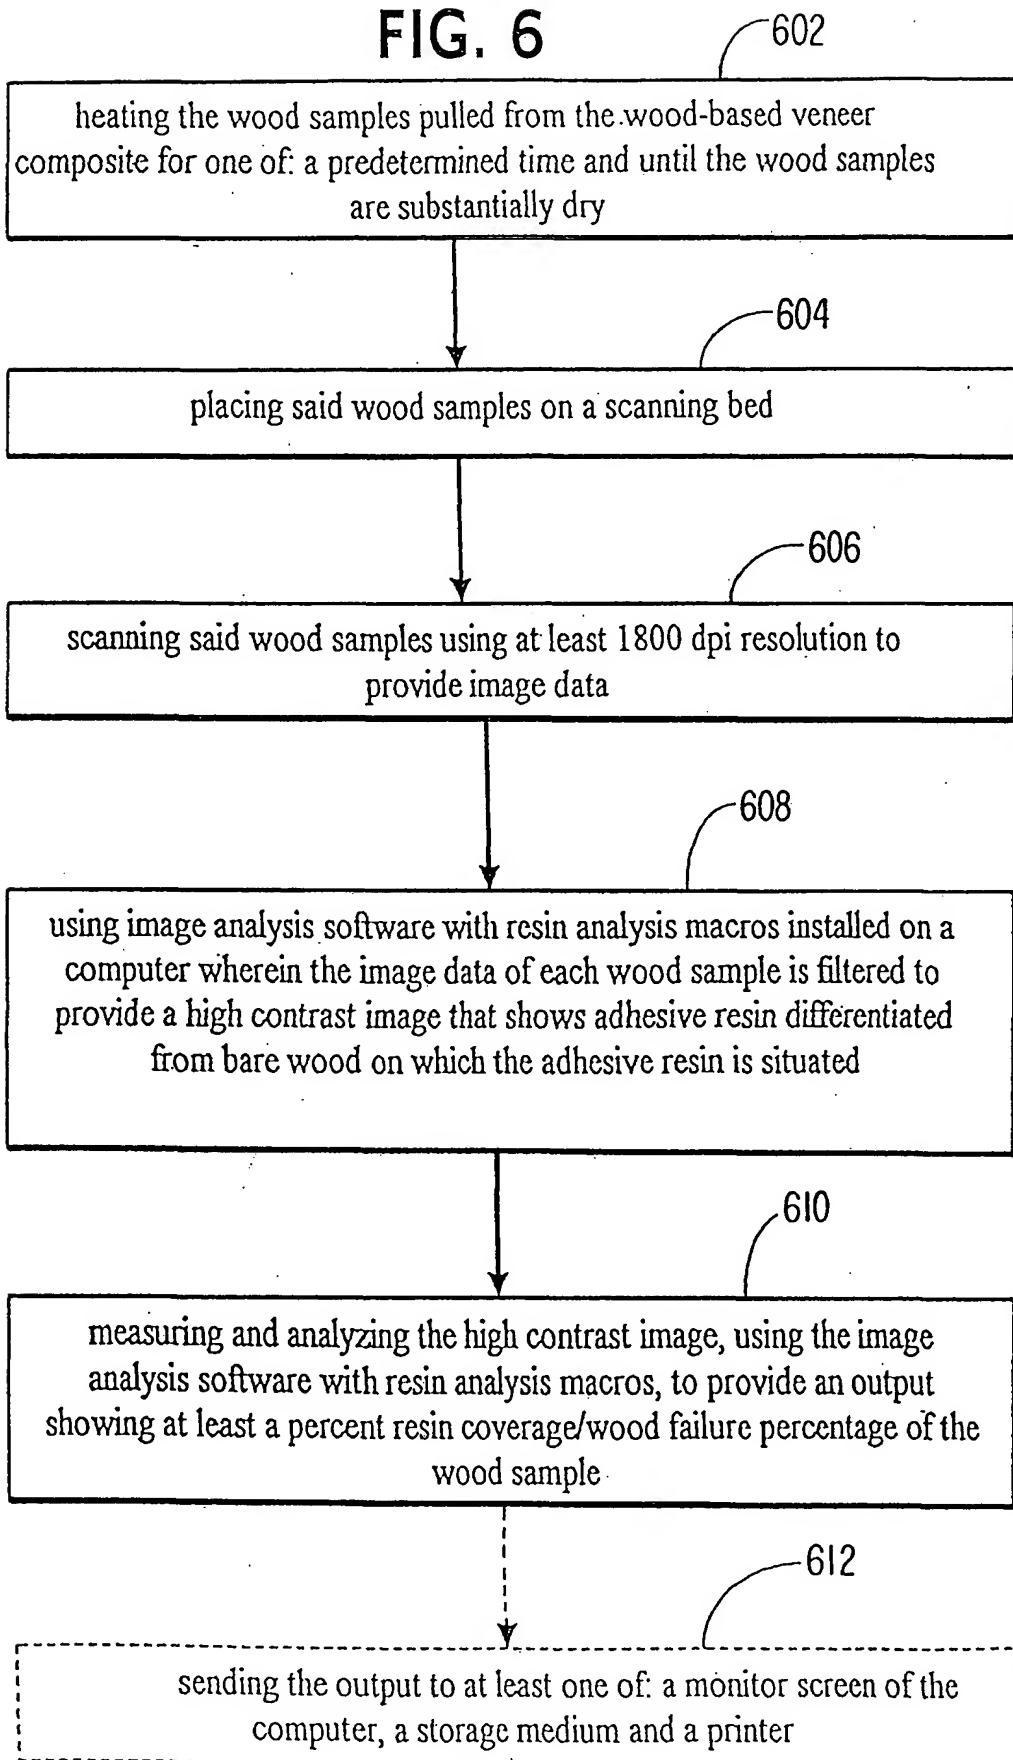 FIG. 6
602
heating the wood samples pulled from the wood-based veneer
composite for one of: a predetermined time and until the wood samples
are substantially dry
604
placing said wood samples on a scanning bed
606
scanning said wood samples using at least 1800 dpi resolution to
provide image data
608
using image analysis software with resin analysis macros installed on a
computer wherein the image data of each wood sample is filtered to
provide a high contrast image that shows adhesive resin differentiated
from bare wood on which the adhesive resin is situated
610
measuring and analyzing the high contrast image, using the image
analysis software with resin analysis macros, to provide an output
showing at least a percent resin coverage/wood failure percentage of the
wood sample
612
sending the output to at least one of: a monitor screen of the
computer, a storage medium and a printer